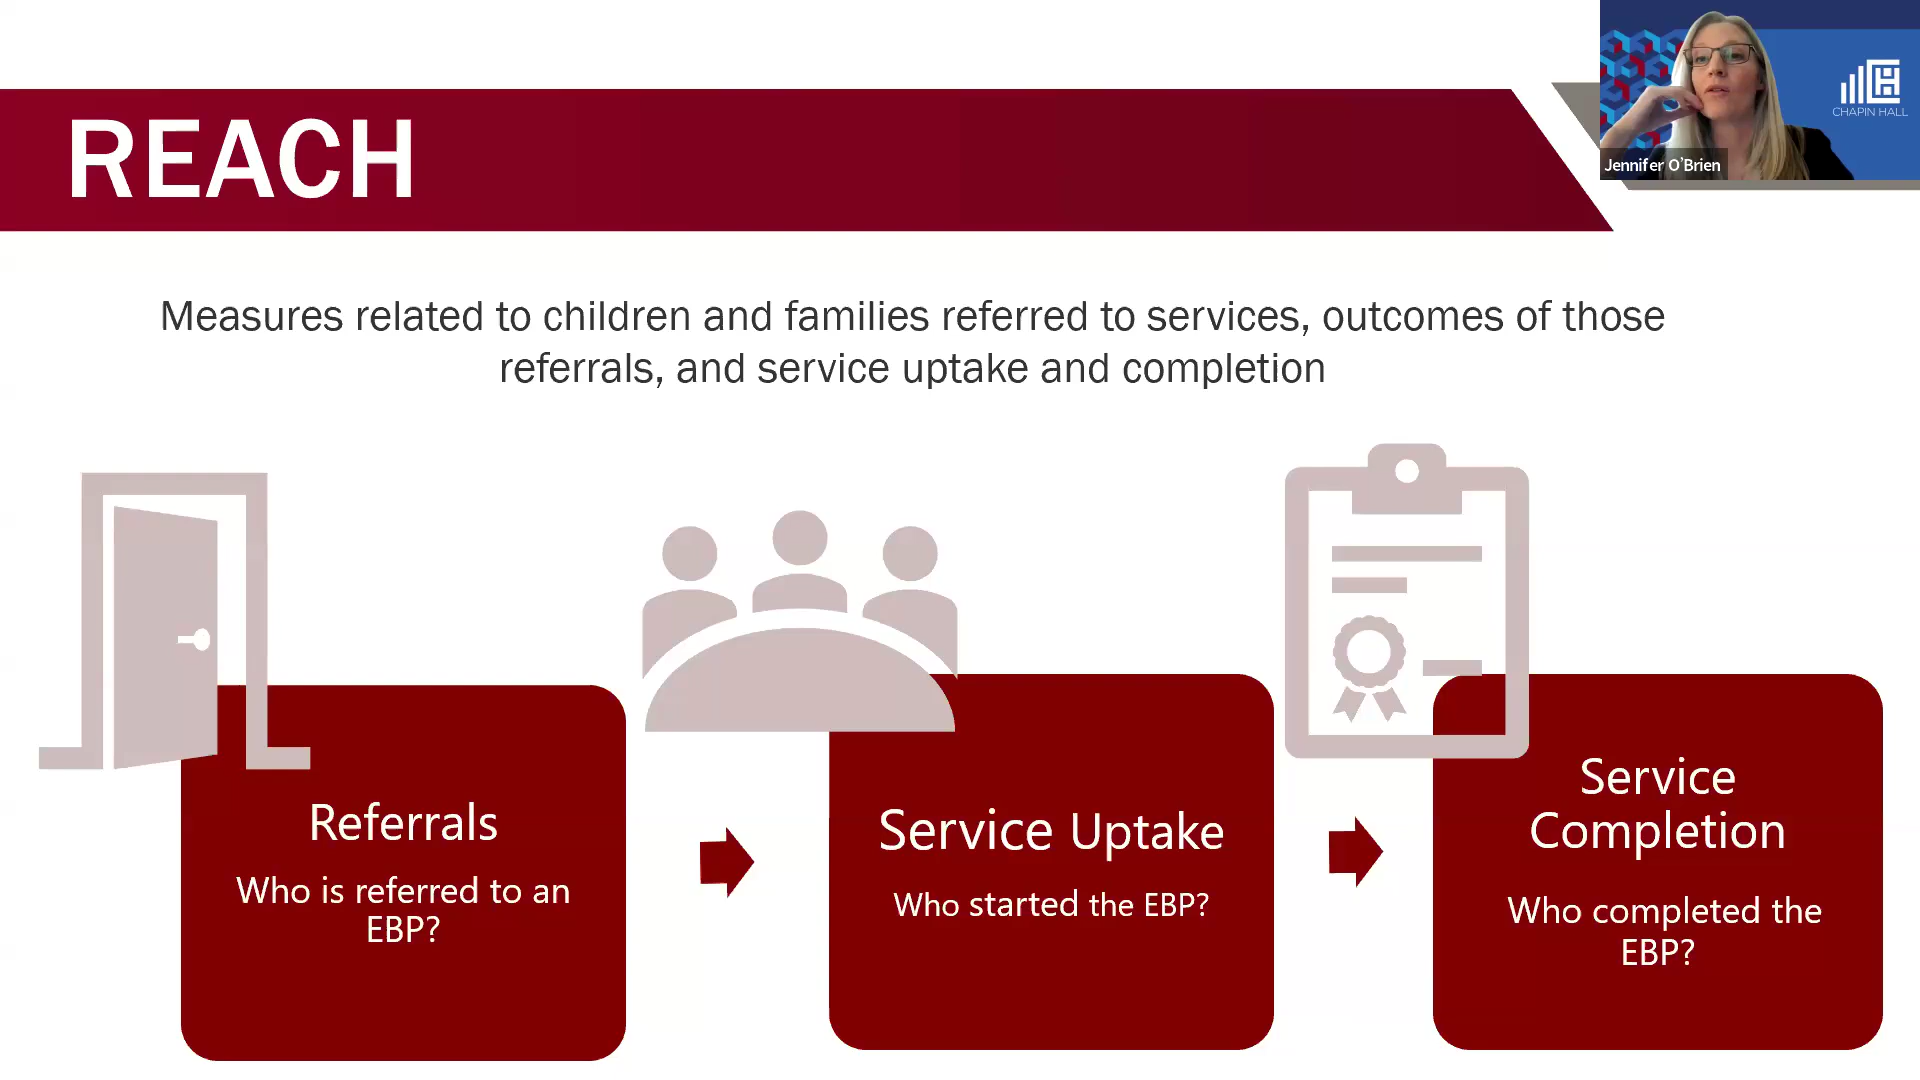 REACH
CHAPIN HALL
Jennifer O'Brien
Measures related to children and families referred to services, outcomes of those
referrals, and service uptake and completion
Referrals
Who is referred to an
EBP?
Service Uptake
Who started the EBP?
Service
Completion
Who completed the
EBP?